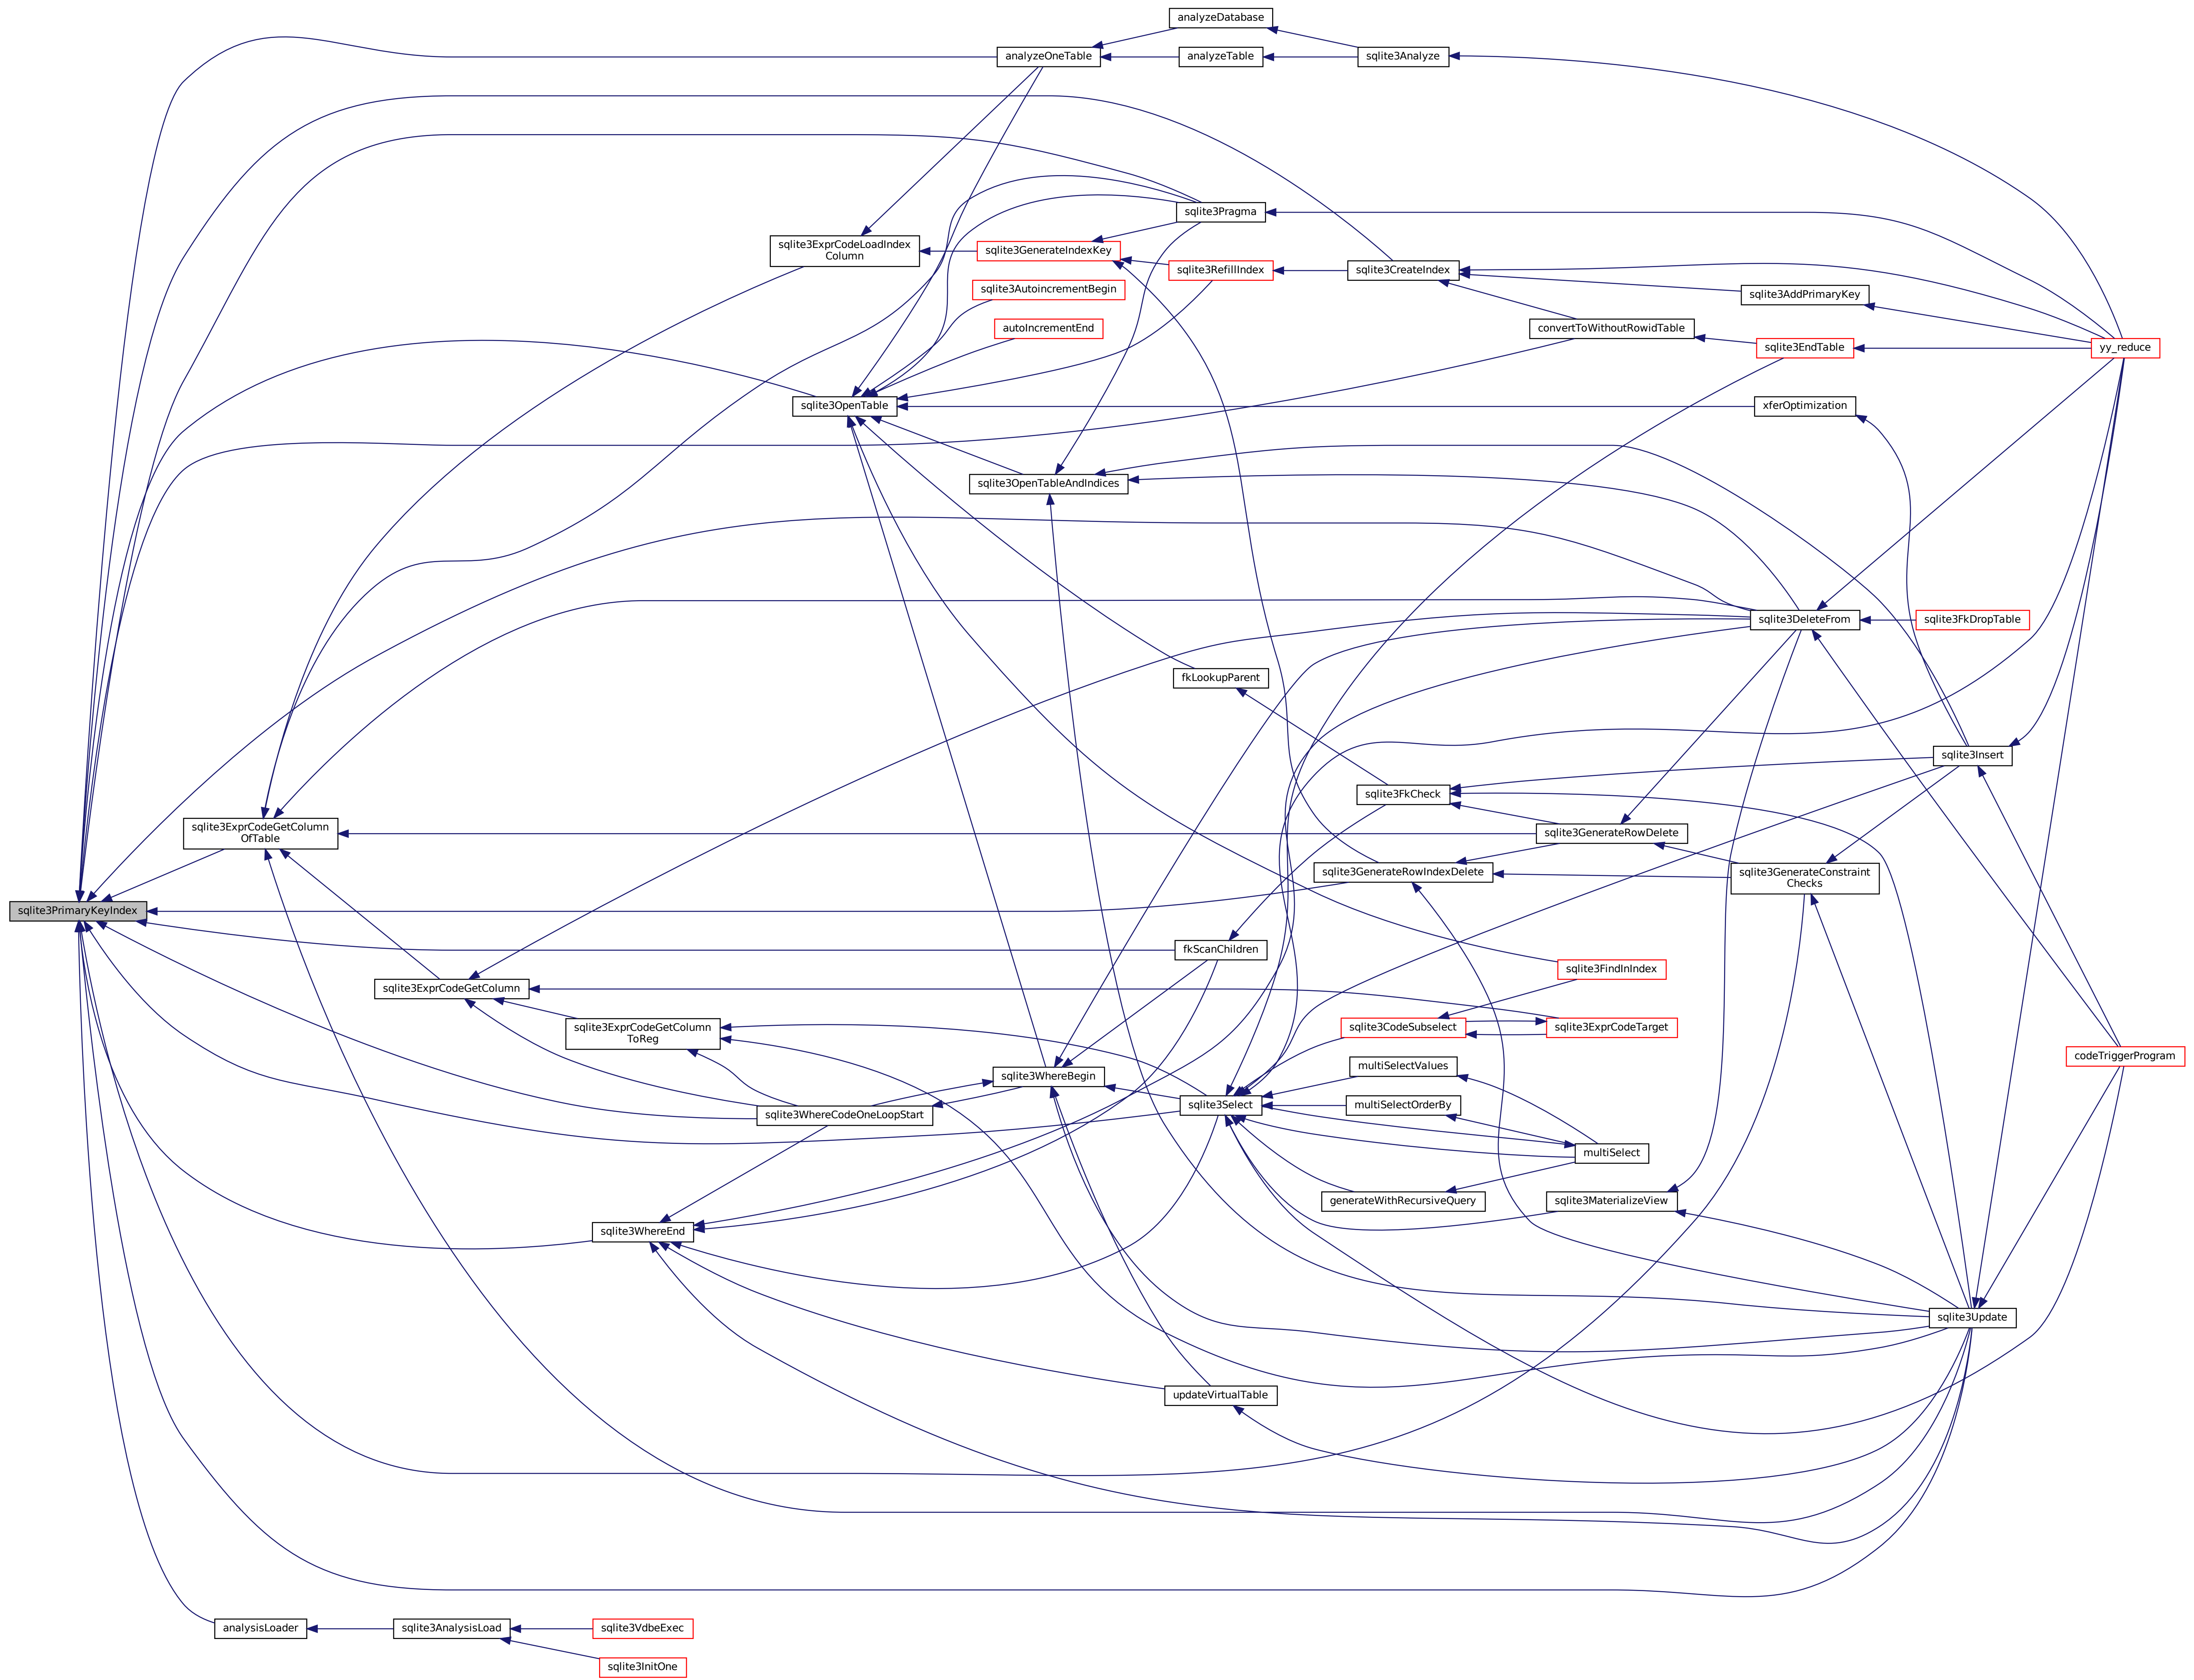 analyzeDatabase
analyzeOneTable
analyzeTable
sqlite3Analyze
sqlite3Pragma
sqlite3ExprCodeLoadIndex
Column
sqlite3GenerateIndexKey
sqlite3RefillIndex
sqlite3CreateIndex
sqlite3AutoincrementBegin
sqlite3AddPrimaryKey
autoIncrementEnd
convertToWithoutRowidTable
sqlite3EndTable
yy_reduce
sqlite3OpenTable
xferOptimization
sqlite3OpenTableAndIndices
sqlite3DeleteFrom
sqlite3FkDropTable
fkLookupParent
sqlite3Insert
sqlite3FkCheck
sqlite3ExprCodeGetColumn
OfTable
sqlite3GenerateRowDelete
sqlite3GenerateRowIndexDelete
sqlite3GenerateConstraint
Checks
sqlite3PrimaryKeyIndex
fkScanChildren
sqlite3FindInIndex
sqlite3ExprCodeGetColumn
sqlite3ExprCodeGetColumn
ToReg
sqlite3CodeSubselect
sqlite3ExprCodeTarget
codeTriggerProgram
multiSelectValues
sqlite3WhereBegin
sqlite3WhereCodeOneLoopStart
sqlite3Select
multiSelectOrderBy
multiSelect
generateWithRecursiveQuery
sqlite3MaterializeView
sqlite3WhereEnd
sqlite3Update
updateVirtualTable
analysisLoader
sqlite3AnalysisLoad
sqlite3VdbeExec
sqlite3InitOne